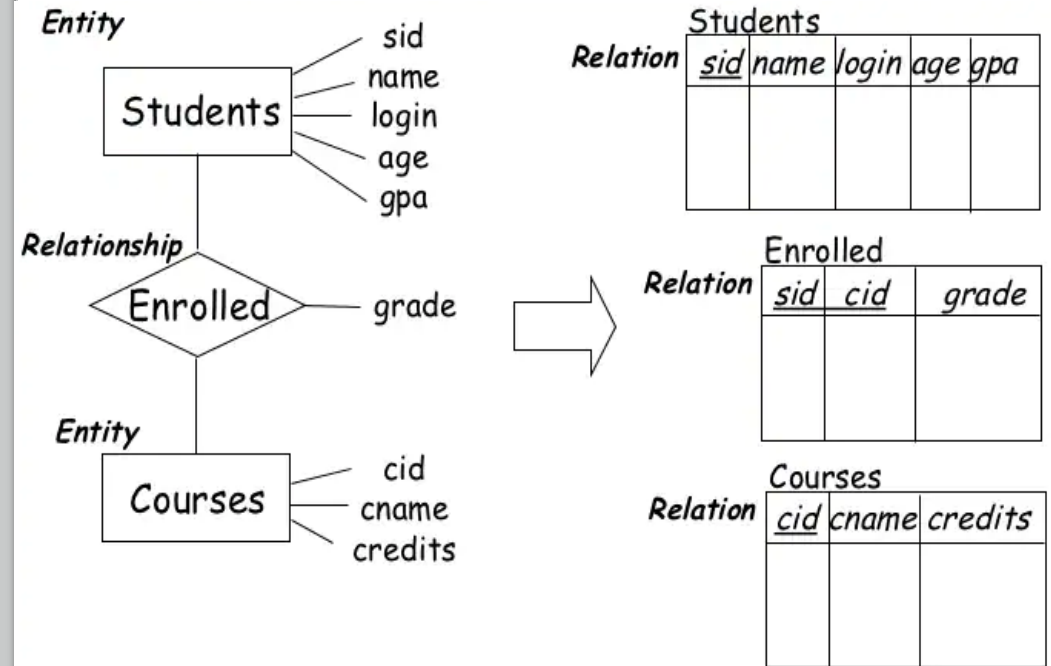 Entity
Students
sid
name
login
age
gpa
Relationship
Enrolled
grade
Entity
Courses
cid
cname
credits
Students
Relation
sid name login age gpa
Enrolled
Relation
sid cid grade
Courses
Relation
cid cname credits